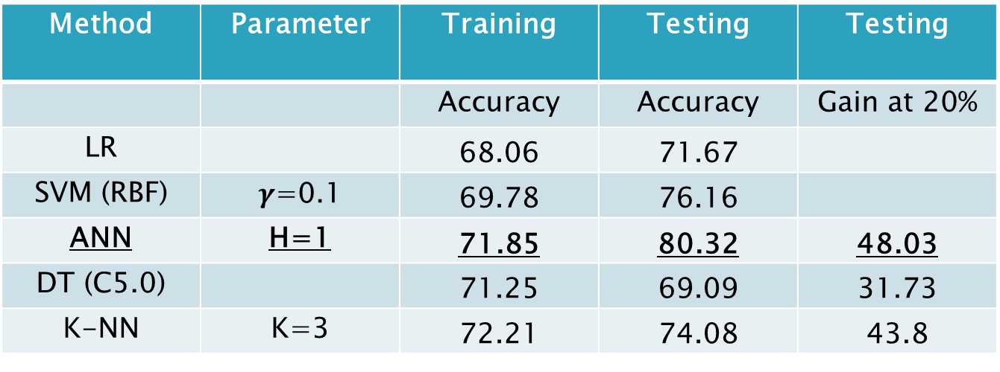 Method Parameter Training Testing Testing
Accuracy Accuracy Gain at 20%
LR 68.06 71.67
SVM (RBF) γ=0.1 69.78 76.16
ANN H=1 71.85 80.32 48.03
DT (C5.0) 71.25 69.09 31.73
K-NN K=3 72.21 74.08 43.8